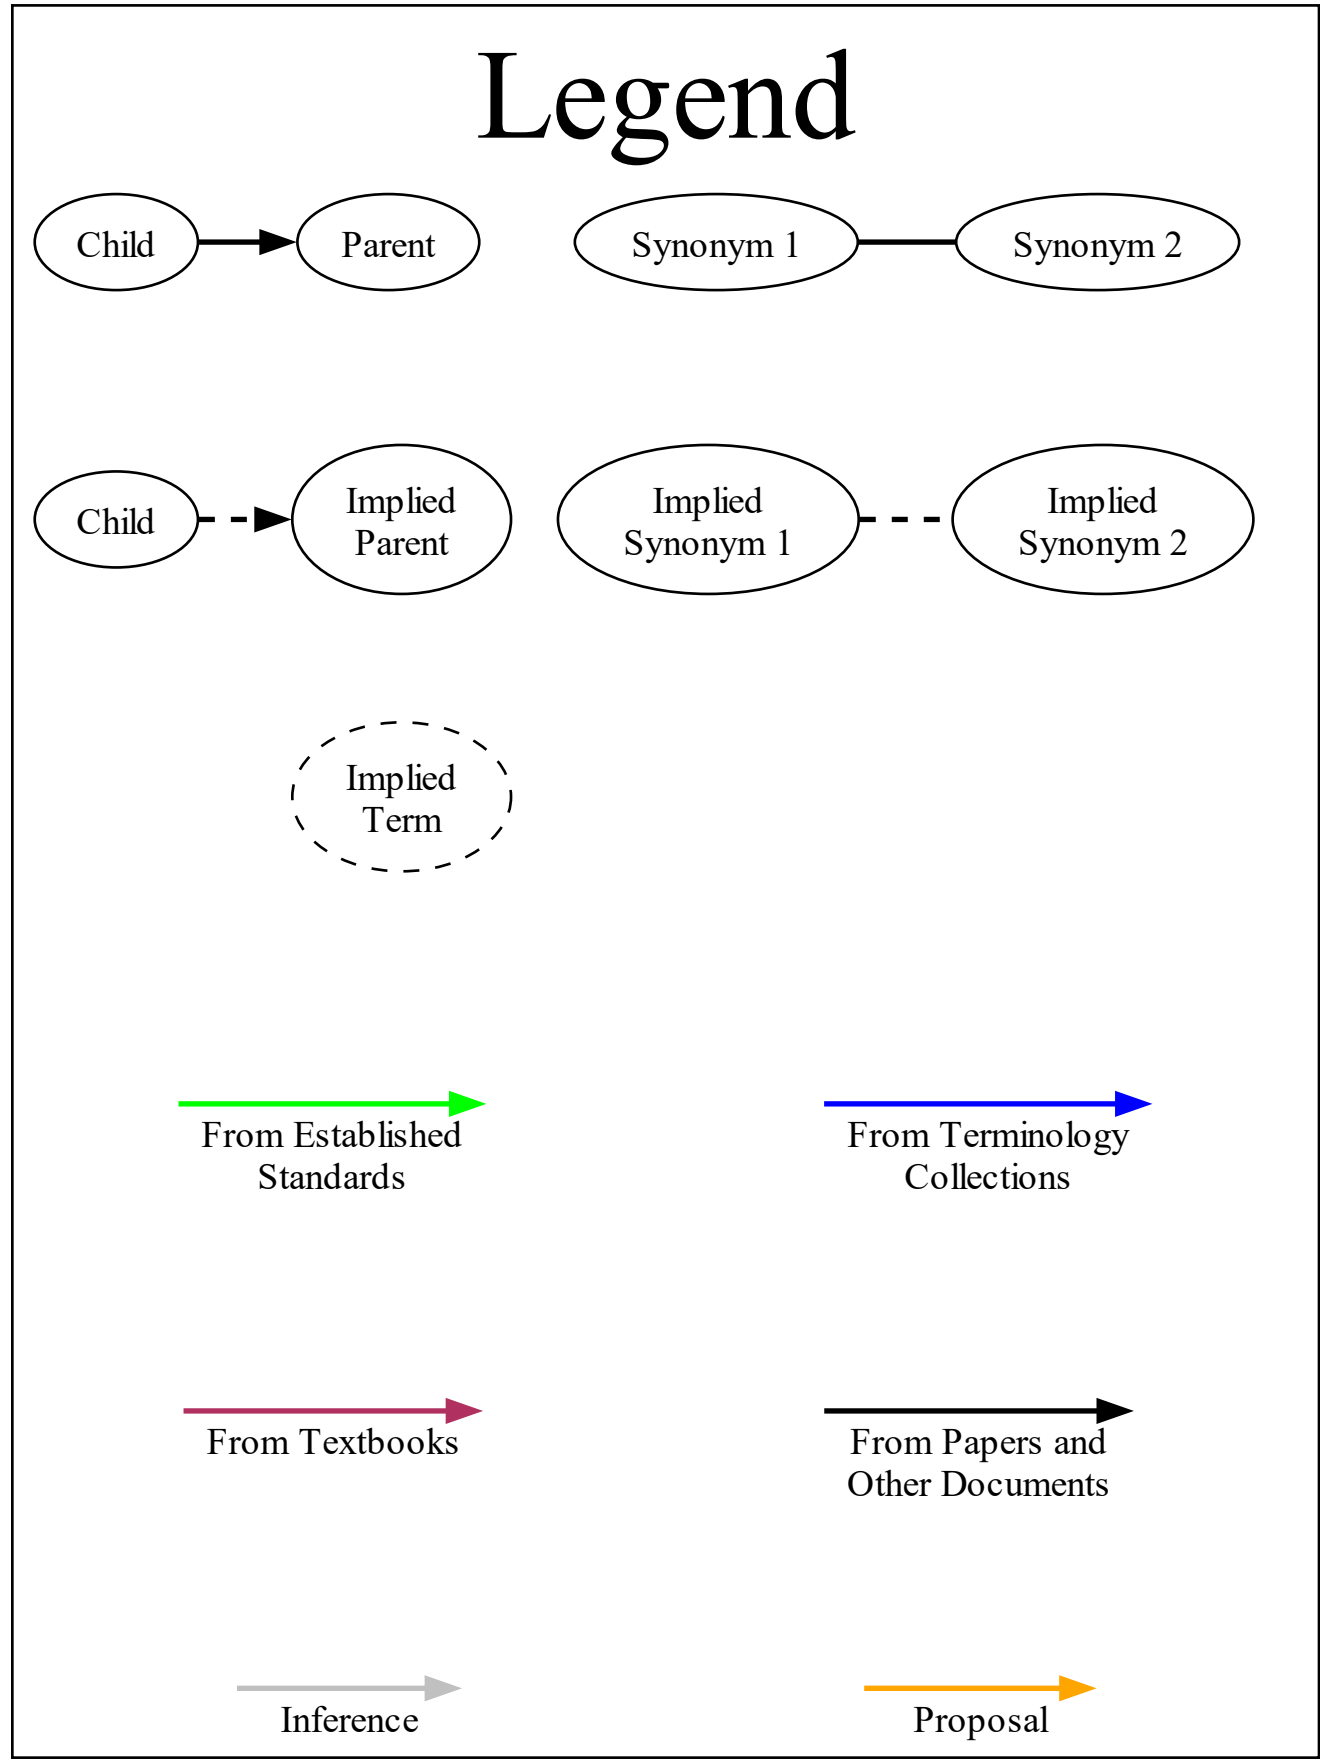 Legend
Child
Parent
Synonym 1
Synonym 2
Child
Implied
Parent
Implied
Synonym 1
Implied
Synonym 2
Implied
Term
From Established
Standards
From Terminology
Collections
From Textbooks
From Papers and
Other Documents
Inference
Proposal